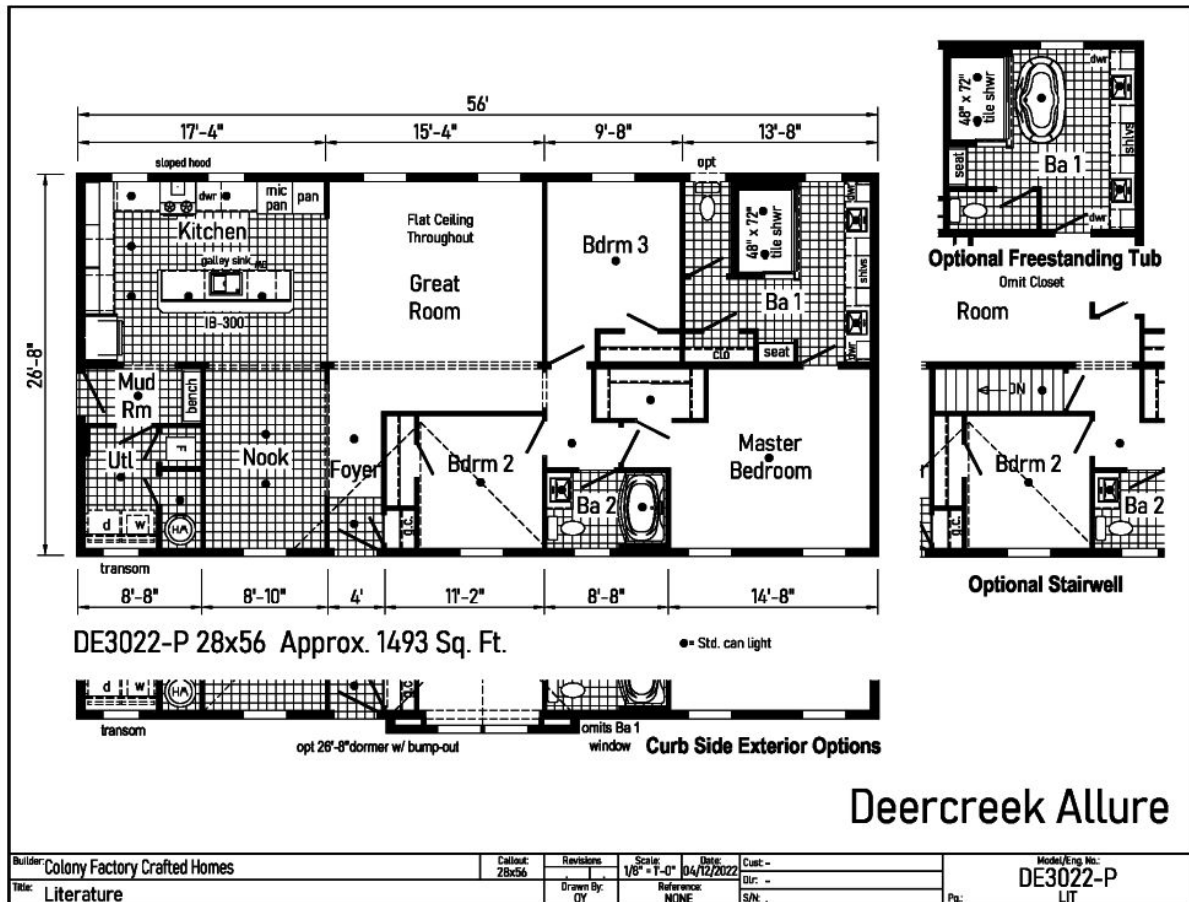 56'
17'-4"
15'-4"
9'-8"
13'-8"
26'-8"
sloped hood
opt
dwr
mic
pan
pan
Kitchen
galley sink
IB-300
Flat Ceiling
Throughout
Great
Room
Bdrm 3
48" x 72"
tile shwr
Ba 1
dwr
shlvs
dwr
clo
seat
Mud
Rm
bench
Utl
F
Nook
Foyer
Bdrm 2
g.c.
Ba 2
Master
Bedroom
d
w
HW
transom
8'-8"
8'-10"
4'
11'-2"
8'-8"
14'-8"
DE3022-P 28x56 Approx. 1493 Sq. Ft.
= Std. can light
d
w
HW
g.c.
transom
opt 26'-8"dormer w/ bump-out
omits Ba 1
window
Curb Side Exterior Options
48" x 72"
tile shwr
dwr
shlvs
seat
Ba 1
dwr
Optional Freestanding Tub
Omit Closet
Room
DN
Bdrm 2
g.c.
Ba 2
Optional Stairwell
Deercreek Allure
Builder: Colony Factory Crafted Homes
Callout:
28x56
Revisions
Scale:
1/8" = 1'-0"
Date:
04/12/2022
Cust: -
Dlr: -
S/N: .
Model/Eng. No.:
DE3022-P
Title: Literature
Drawn By:
OY
Reference:
NONE
Pg.:
LIT